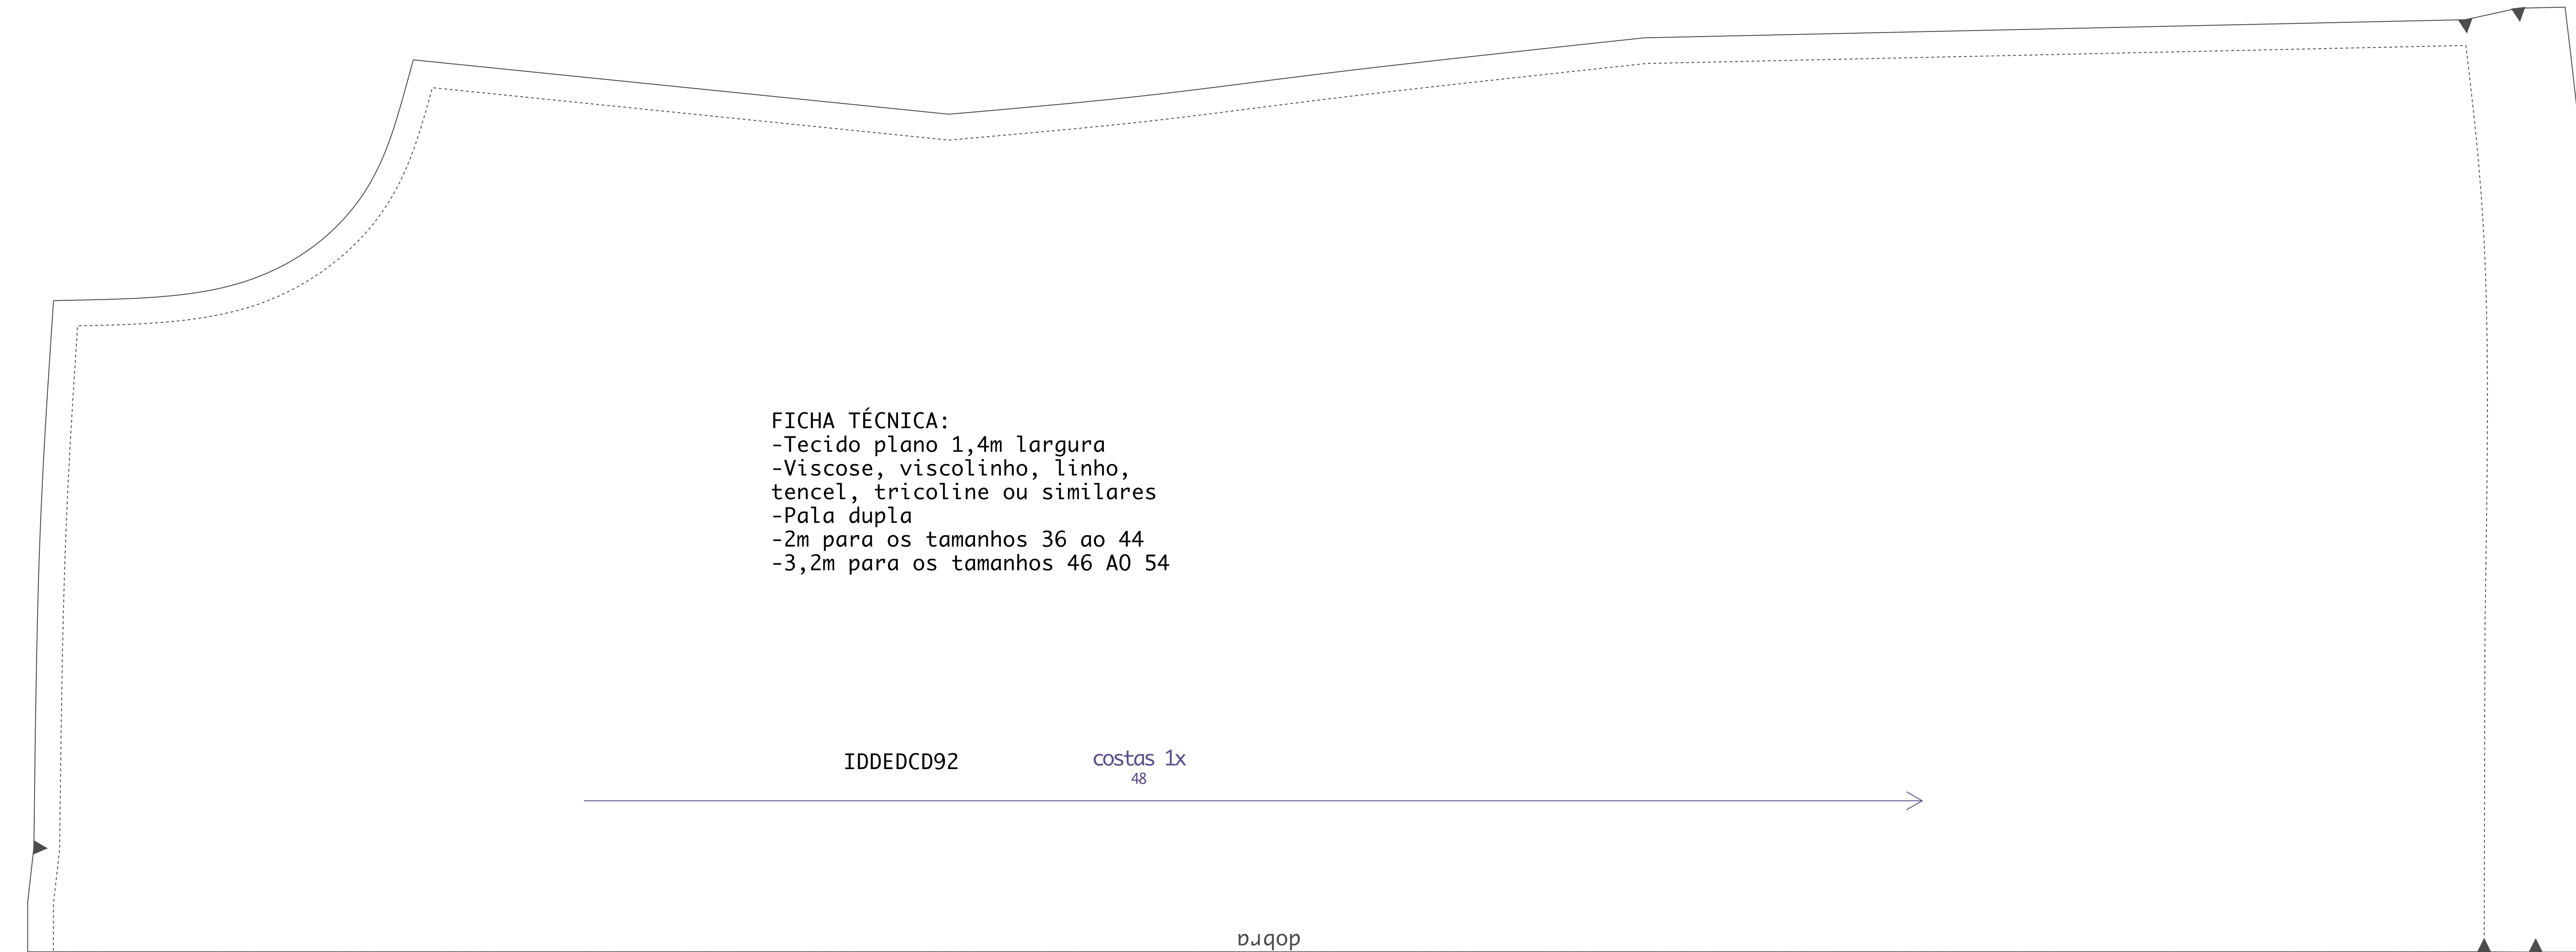 FICHA TÉCNICA:
-Tecido plano 1,4m largura
-Viscose, viscolinho, linho,
tencel, tricoline ou similares
-Pala dupla
-2m para os tamanhos 36 ao 44
-3,2m para os tamanhos 46 AO 54
IDDEDCD92
costas 1x
48
dobra